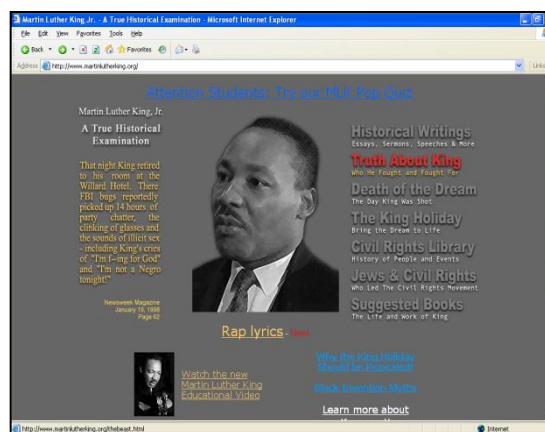 Martin Luther King Jr. - A True Historical Examination - Microsoft Internet Explorer
File Edit View Favorites Tools Help
Back Favorites
Address http://www.martinlutherking.org/ Links
Attention Students: Try our MLK Pop Quiz
Martin Luther King, Jr.
A True Historical
Examination
That night King retired
to his room at the
Willard Hotel. There
FBI bugs reportedly
picked up 14 hours of
party chatter, the
clinking of glasses and
the sounds of illicit sex
- including King's cries
of "I'm f--ing for God"
and "I'm not a Negro
tonight!"
Newsweek Magazine
January 19, 1998
Page 62
Historical Writings
Essays, Sermons, Speeches & More
Truth About King
Who He Fought and Fought For
Death of the Dream
The Day King Was Shot
The King Holiday
Bring the Dream to Life
Civil Rights Library
History of People and Events
Jews & Civil Rights
Who Led The Civil Rights Movement
Suggested Books
The Life and Work of King
Rap lyrics -
Watch the new
Martin Luther King
Educational Video
Why the King Holiday
Should be Repealed!
Black Invention Myths
Learn more about
http://www.martinlutherking.org/thebeast.html
Internet